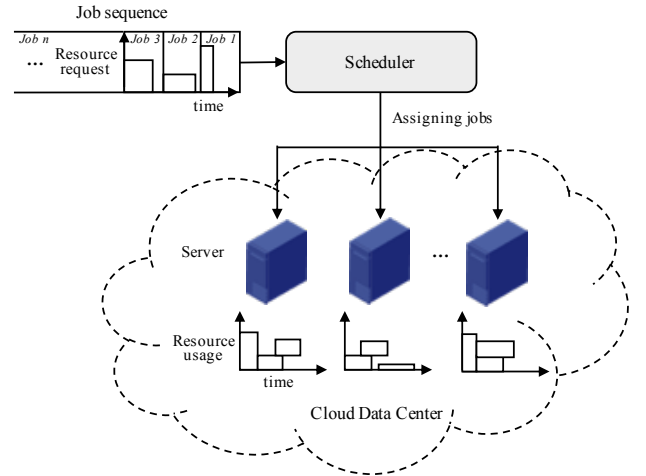 Job sequence
Job n
Job 3
Job 2
Job 1
...
Resource
request
time
Scheduler
Assigning jobs
Server
...
Resource
usage
time
Cloud Data Center